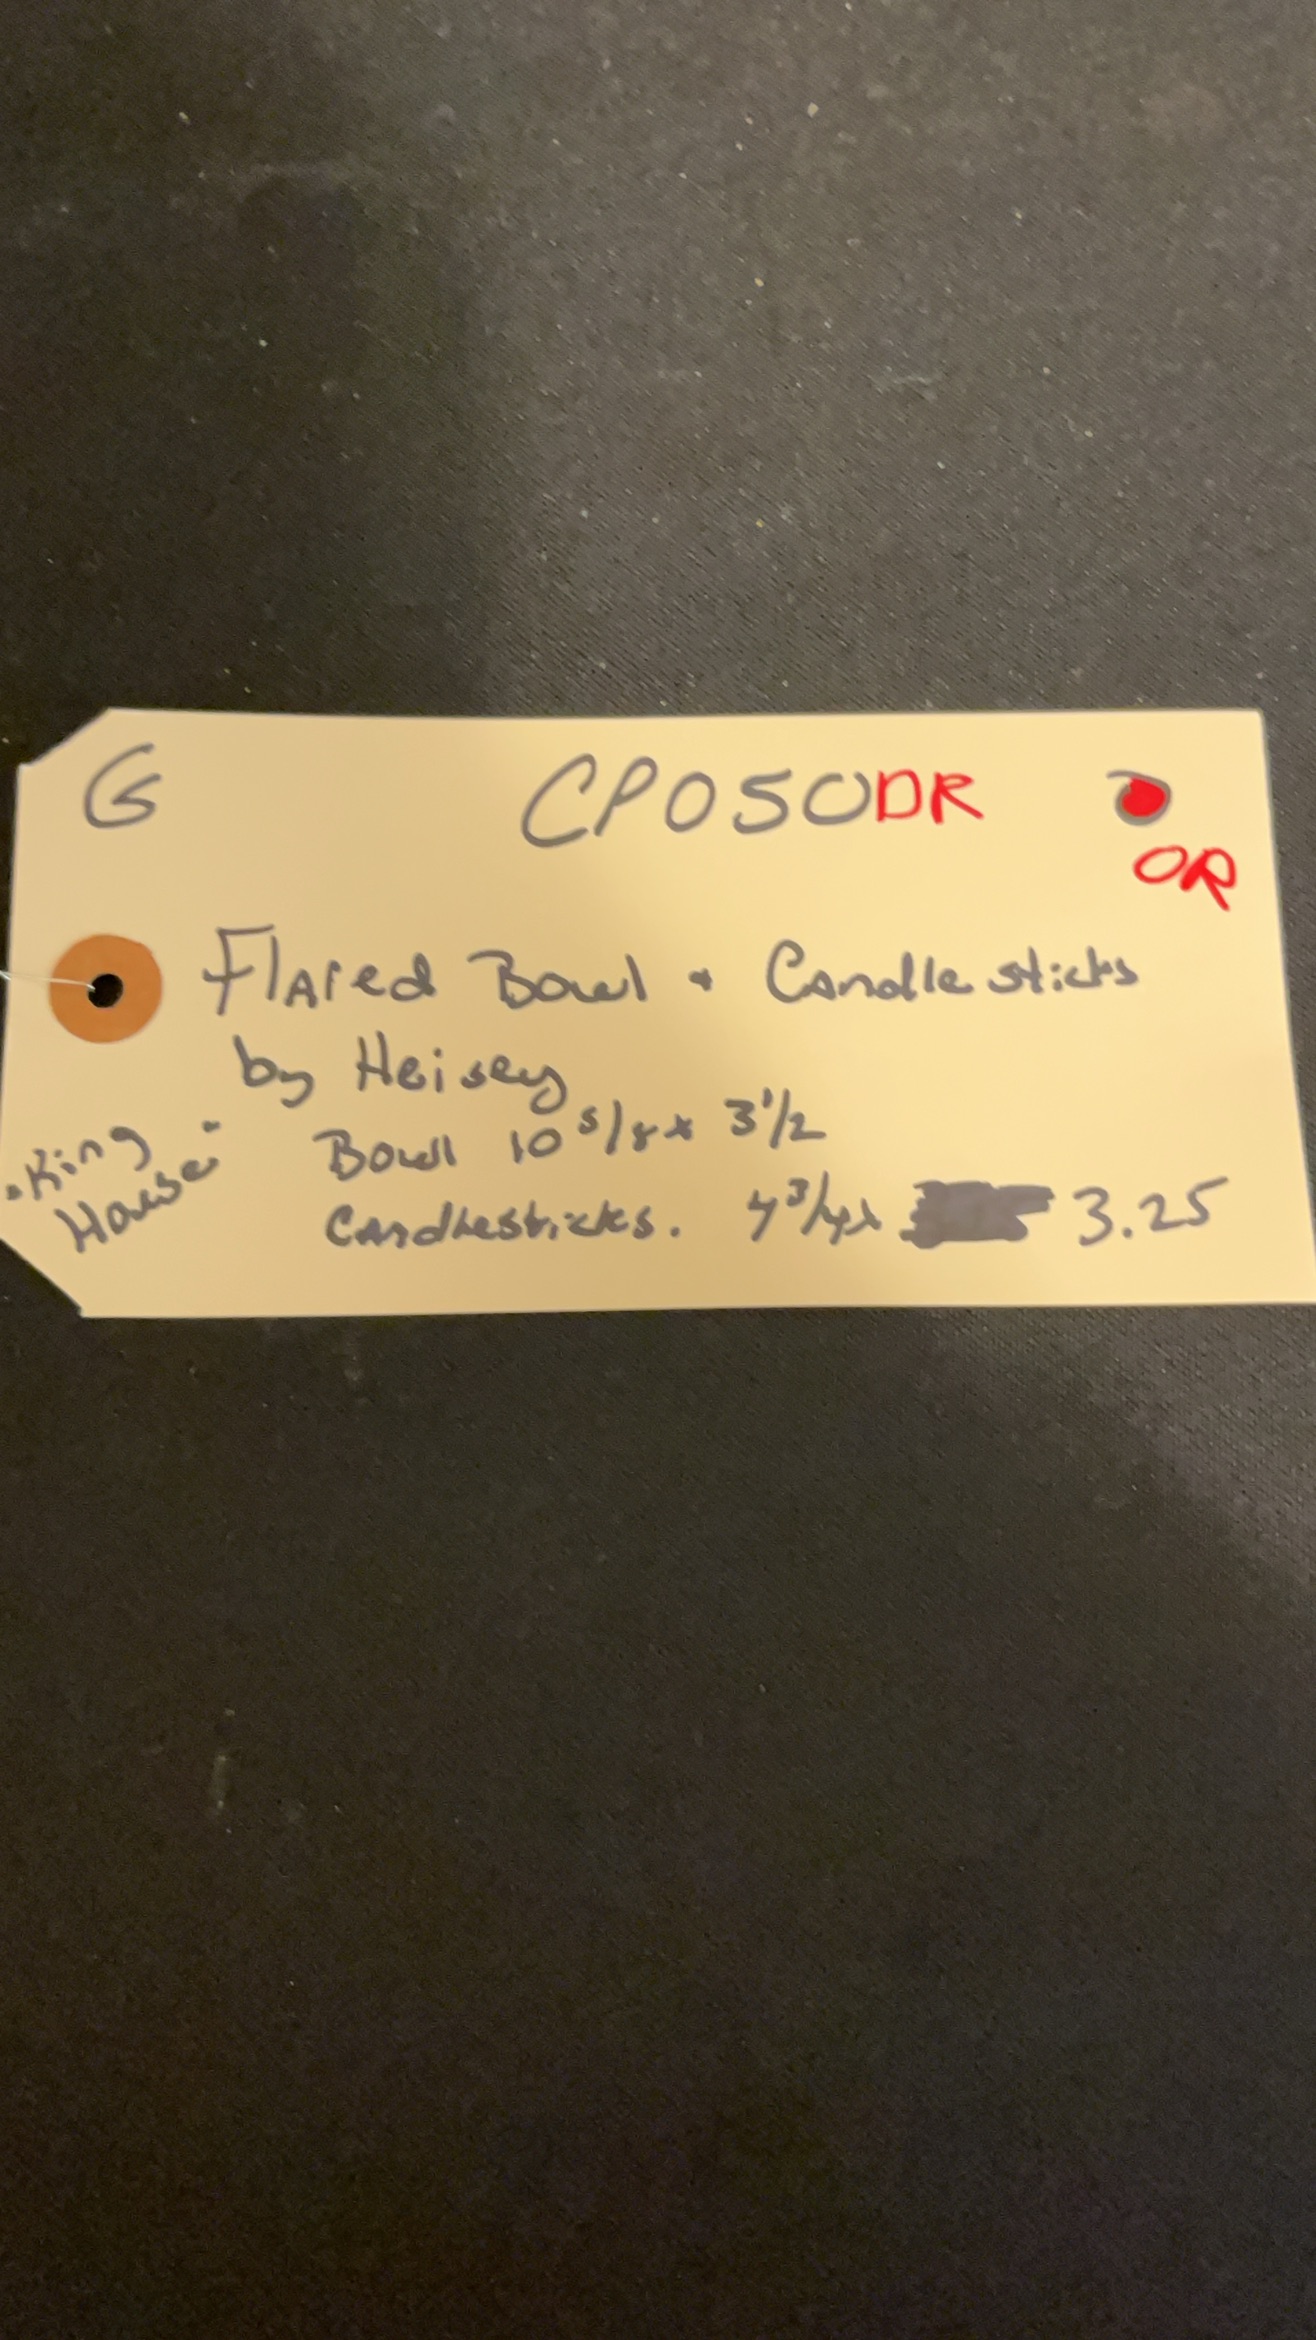 G CPO50DR
OR
Flared Bowl + Candlesticks
by Heisey
Bowl 10 5/8 x 3 1/2
Candlesticks. 4 3/4 x 3.25
"King
House"